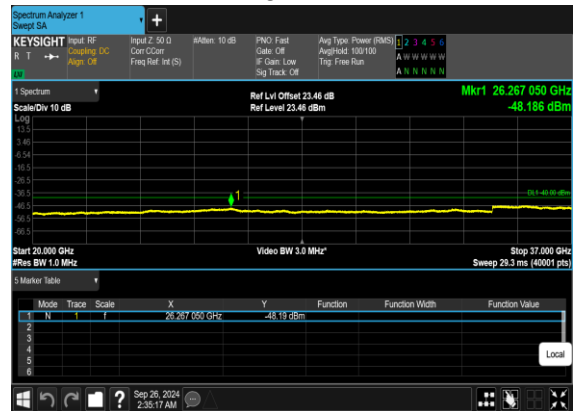 Spectrum Analyzer 1
Swept SA
+
KEYSIGHT Input: RF Input Z: 50 Ω #Atten: 10 dB PNO: Fast Avg Type: Power (RMS) 1 2 3 4 5 6
R T Coupling: DC Corr CCorr Gate: Off Avg|Hold: 100/100 A W W W W W
Align: Off Freq Ref: Int (S) IF Gain: Low Trig: Free Run
LXI Sig Track: Off A N N N N N
1 Spectrum Ref Lvl Offset 23.46 dB Mkr1 26.267 050 GHz
Scale/Div 10 dB Ref Level 23.46 dBm -48.186 dBm
Log
13.5
3.46
-6.54
-16.5
-26.5
-36.5 1 DL1 -40.00 dBm
-46.5
-56.5
-66.5
Start 20.000 GHz Video BW 3.0 MHz* Stop 37.000 GHz
#Res BW 1.0 MHz Sweep 29.3 ms (40001 pts)
5 Marker Table
Mode Trace Scale X Y Function Function Width Function Value
1 N 1 f 26.267 050 GHz -48.19 dBm
2
3
4
5
6
Local
? Sep 26, 2024
2:35:17 AM